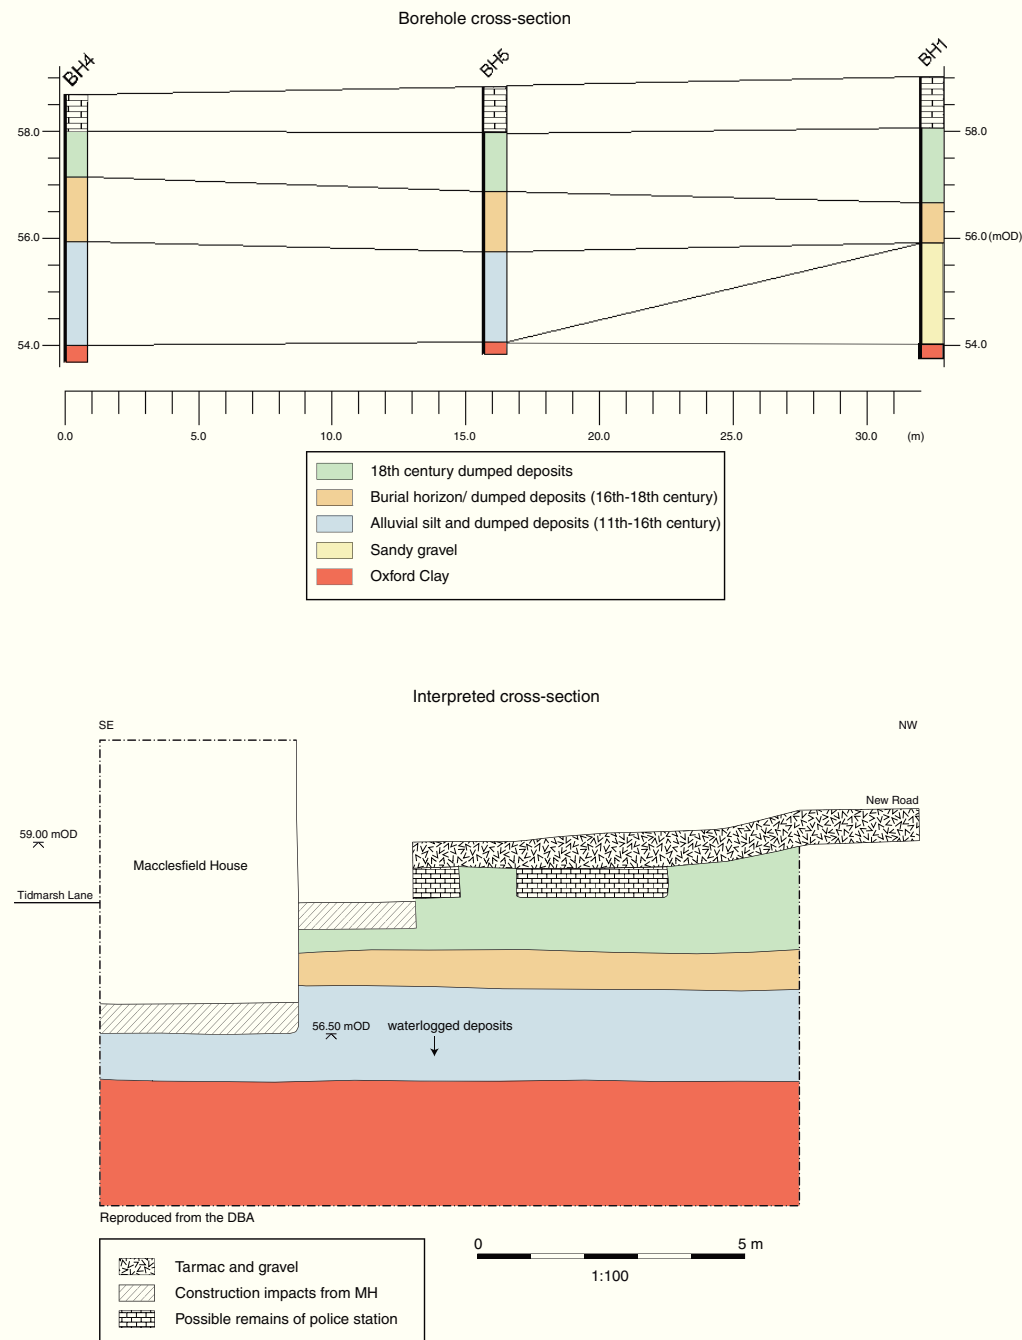 Borehole cross-section
BH4
BH5
BH1
58.0
58.0
56.0
56.0 (mOD)
54.0
54.0
0.0 5.0 10.0 15.0 20.0 25.0 30.0 (m)
18th century dumped deposits
Burial horizon/ dumped deposits (16th-18th century)
Alluvial silt and dumped deposits (11th-16th century)
Sandy gravel
Oxford Clay
Interpreted cross-section
SE
NW
New Road
59.00 mOD
Macclesfield House
Tidmarsh Lane
56.50 mOD waterlogged deposits
Reproduced from the DBA
0 5 m
1:100
Tarmac and gravel
Construction impacts from MH
Possible remains of police station